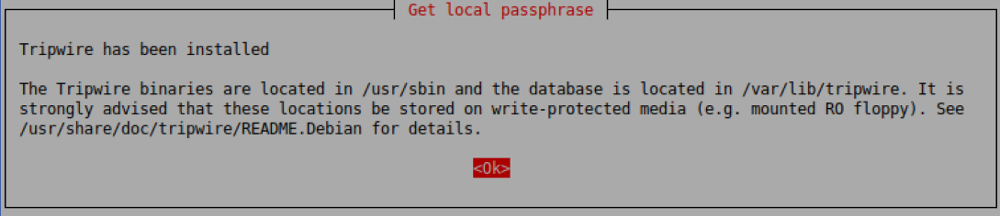 Get local passphrase
Tripwire has been installed
The Tripwire binaries are located in /usr/sbin and the database is located in /var/lib/tripwire. It is
strongly advised that these locations be stored on write-protected media (e.g. mounted RO floppy). See
/usr/share/doc/tripwire/README.Debian for details.
<Ok>